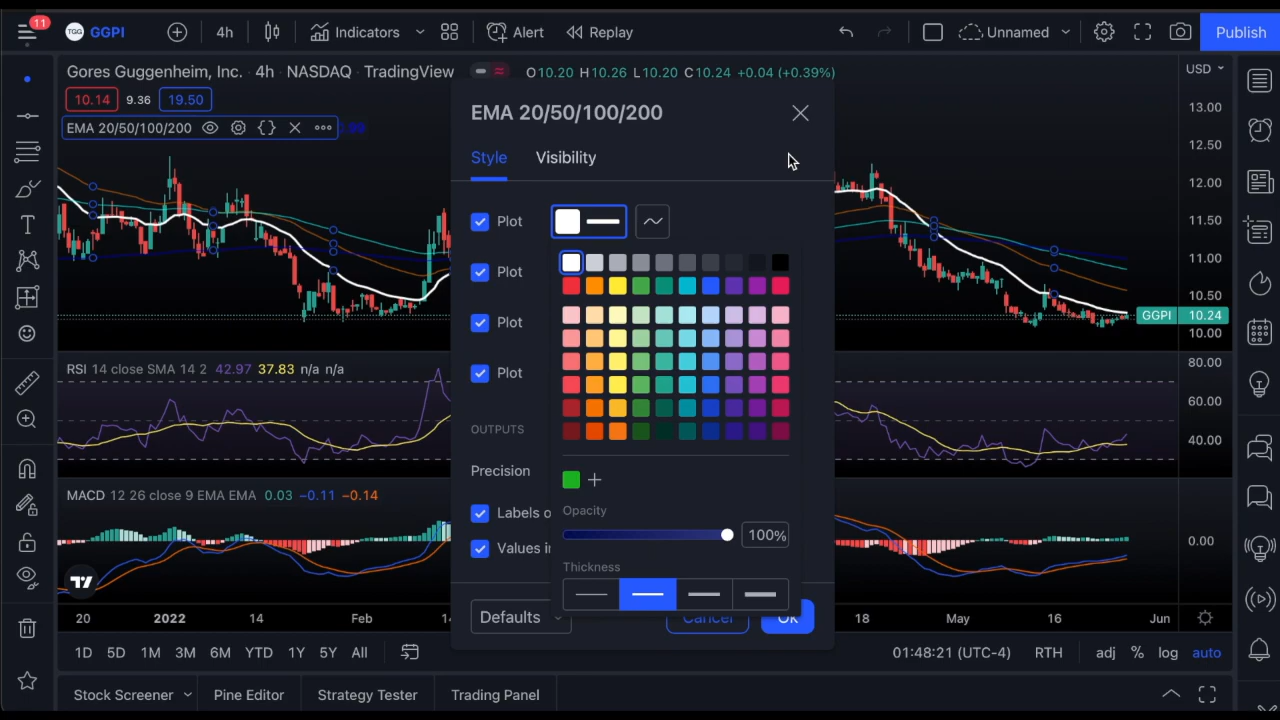 11
TGG GGPI
4h
Indicators
Alert
Replay
Unnamed
Publish
Gores Guggenheim, Inc. · 4h · NASDAQ · TradingView
O10.20 H10.26 L10.20 C10.24 +0.04 (+0.39%)
USD
10.14
9.36
19.50
EMA 20/50/100/200
EMA 20/50/100/200
Style
Visibility
Plot
Plot
Plot
Plot
OUTPUTS
Precision
Labels o
Values i
Opacity
100%
Thickness
Defaults
Cancel
Ok
13.00
12.50
12.00
11.50
11.00
10.50
GGPI 10.24
10.00
RSI 14 close SMA 14 2 42.97 37.83 n/a n/a
80.00
60.00
40.00
MACD 12 26 close 9 EMA EMA 0.03 −0.11 −0.14
0.00
20
2022
14
Feb
14
18
May
16
Jun
1D 5D 1M 3M 6M YTD 1Y 5Y All
01:48:21 (UTC-4)
RTH
adj
%
log
auto
Stock Screener
Pine Editor
Strategy Tester
Trading Panel